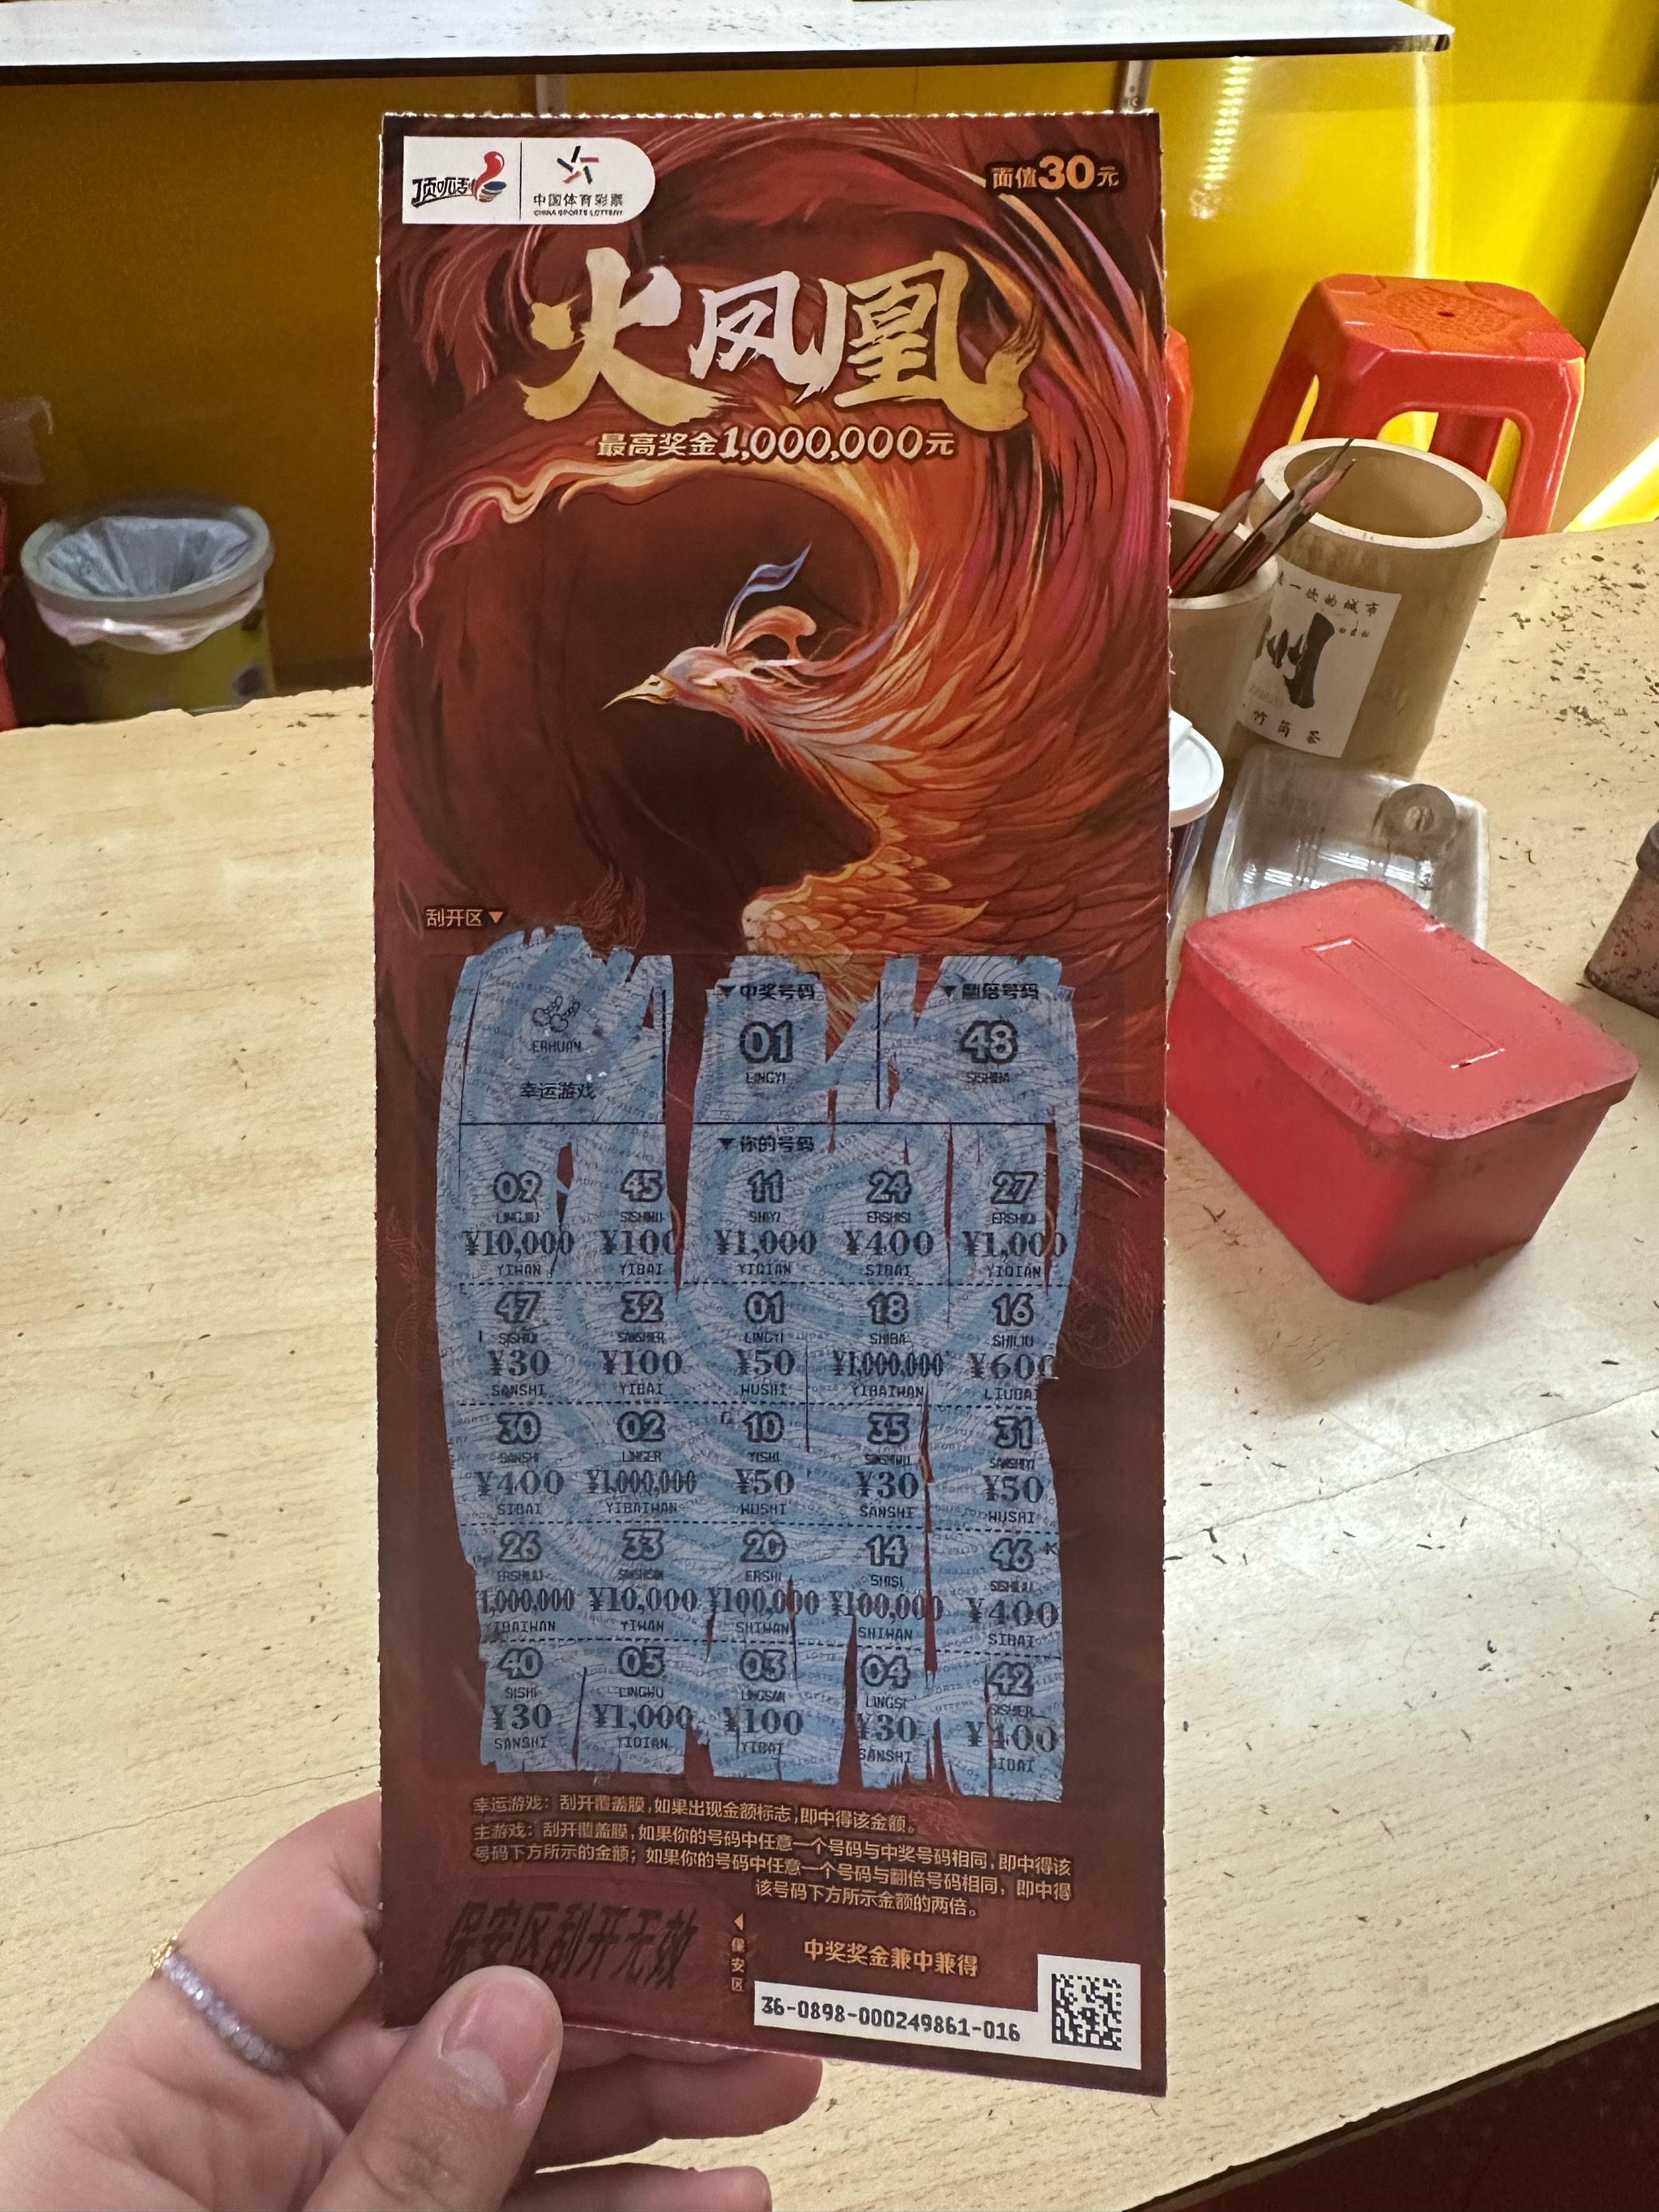 顶呱刮
中国体育彩票
CHINA SPORTS LOTTERY
面值30元
火凤凰
最高奖金1,000,000元
刮开区▼
▼中奖号码 ▼翻倍号码
01 48
ERHUAN LINGYI SISHIBA
幸运游戏
▼你的号码
09 45 11 24 27
LINGJIU SISHIWU SHIYI ERSHISI ERSHIQI
¥10,000 ¥100 ¥1,000 ¥400 ¥1,000
YIWAN YIBAI YIQIAN SIBAI YIQIAN
47 32 01 18 16
SISHIQI SANSHIER LINGYI SHIBA SHILIU
¥30 ¥100 ¥50 ¥1,000,000 ¥600
SANSHI YIBAI WUSHI YIBAIWAN LIUBAI
30 02 10 35 31
SANSHI LINGER YISHI SANSHIWU SANSHIYI
¥400 ¥1,000,000 ¥50 ¥30 ¥50
SIBAI YIBAIWAN WUSHI SANSHI WUSHI
26 33 20 14 46
ERSHILIU SANSHISAN ERSHI SHISI SISHILIU
1,000,000 ¥10,000 ¥100,000 ¥100,000 ¥400
YIBAIWAN YIWAN SHIWAN SHIWAN SIBAI
40 05 03 04 42
SISHI LINGWU LINGSAN LINGSI SISHIER
¥30 ¥1,000 ¥100 ¥30 ¥400
SANSHI YIQIAN YIBAI SANSHI SIBAI
幸运游戏：刮开覆盖膜，如果出现金额标志，即中得该金额。
主游戏：刮开覆盖膜，如果你的号码中任意一个号码与中奖号码相同，即中得该
号码下方所示的金额；如果你的号码中任意一个号码与翻倍号码相同，即中得
该号码下方所示金额的两倍。
保安区刮开无效
◀保安区
中奖奖金兼中兼得
36-0898-000249861-016
一次的城市
州
竹筒茶